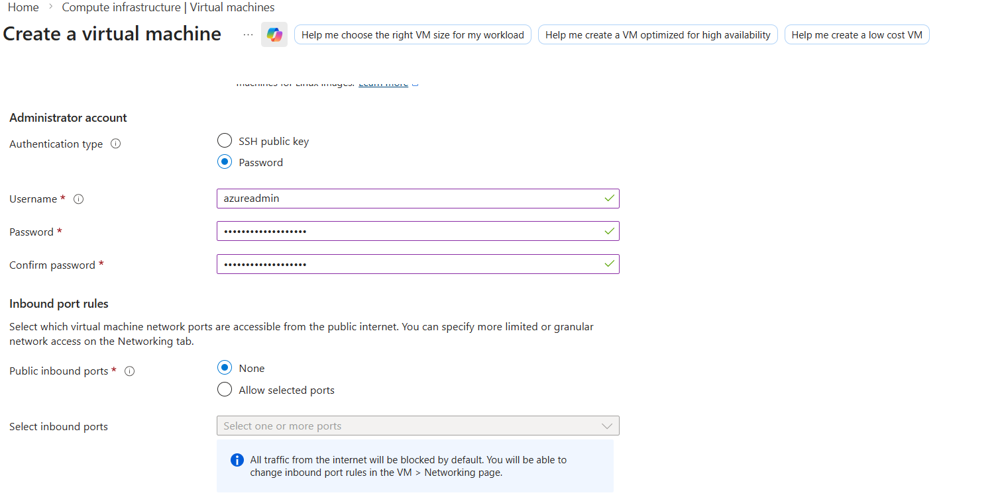 Home > Compute infrastructure | Virtual machines
Create a virtual machine ... Help me choose the right VM size for my workload Help me create a VM optimized for high availability Help me create a low cost VM
machines for Linux images. Learn more
Administrator account
Authentication type
SSH public key
Password
Username *
azureadmin
Password *
•••••••••••••••••••
Confirm password *
•••••••••••••••••••
Inbound port rules
Select which virtual machine network ports are accessible from the public internet. You can specify more limited or granular
network access on the Networking tab.
Public inbound ports *
None
Allow selected ports
Select inbound ports
Select one or more ports
All traffic from the internet will be blocked by default. You will be able to
change inbound port rules in the VM > Networking page.